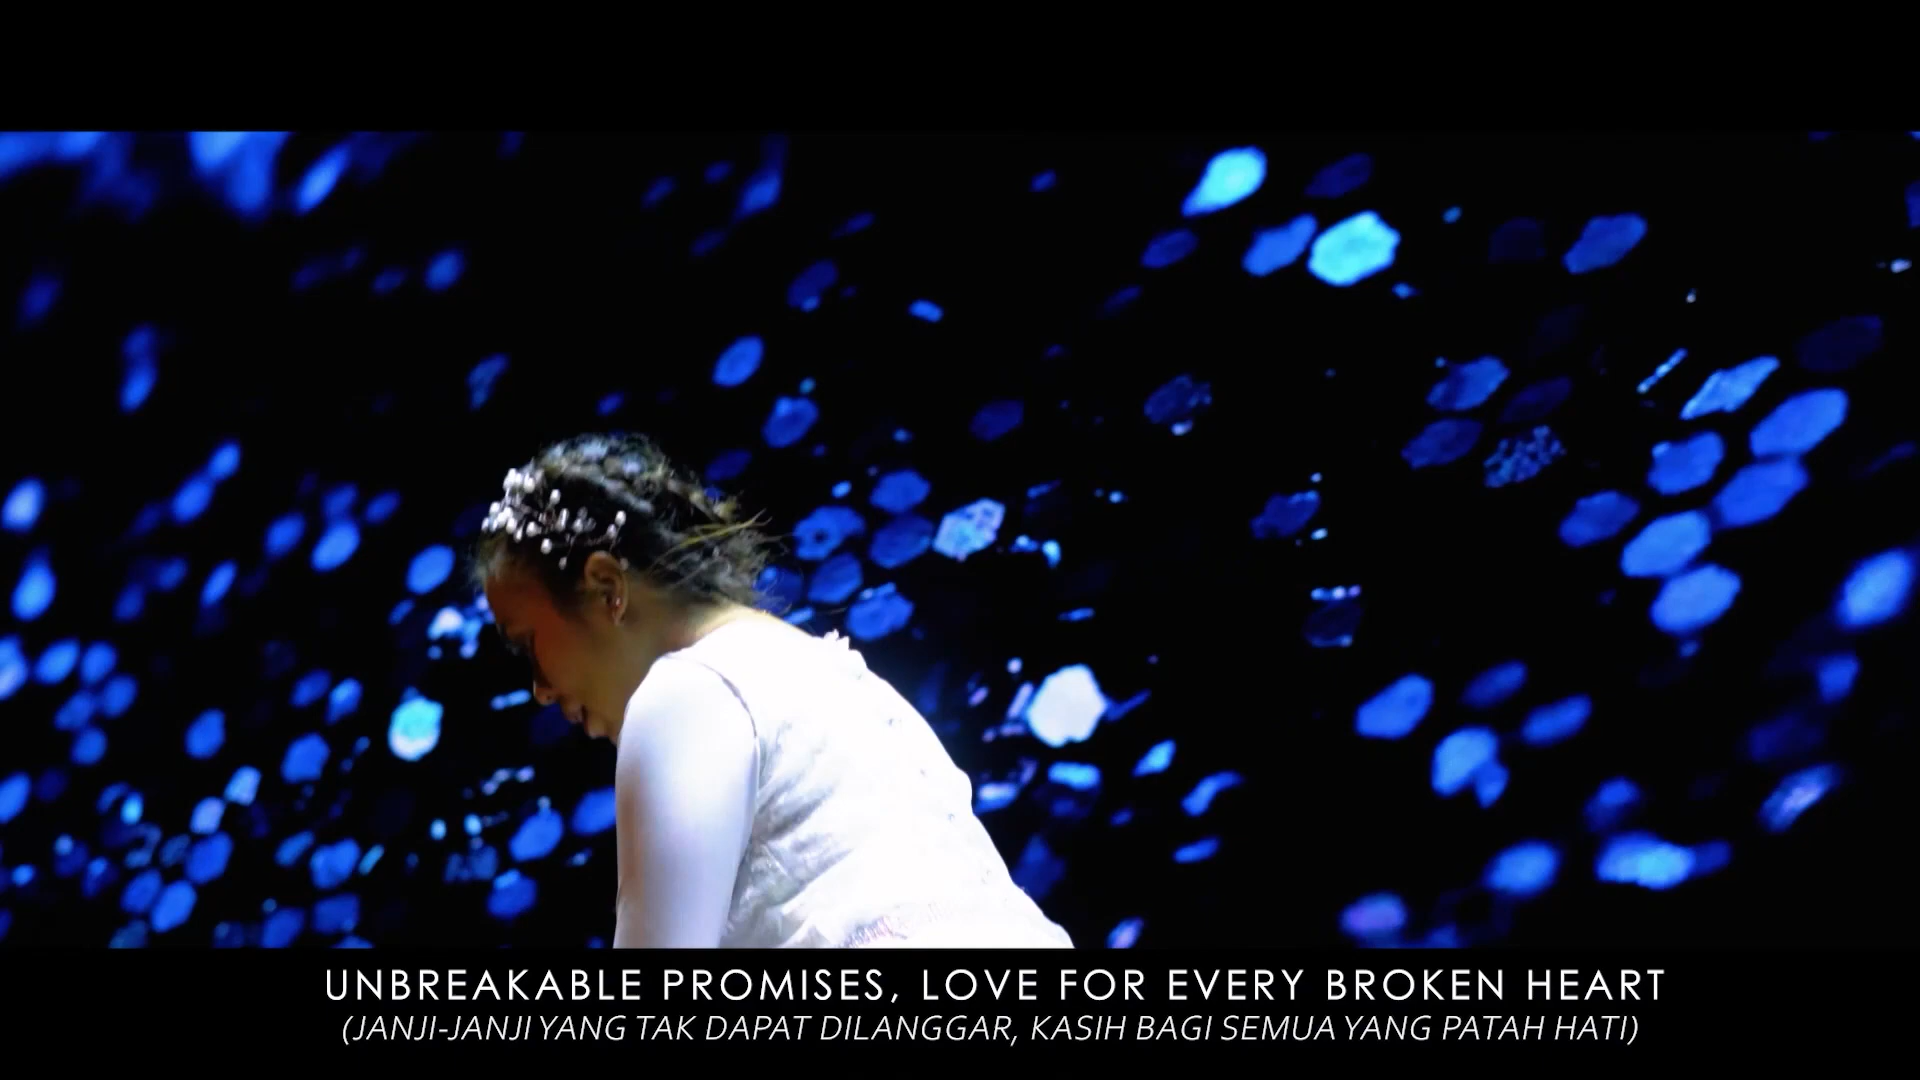 UNBREAKABLE PROMISES, LOVE FOR EVERY BROKEN HEART
(JANJI-JANJI YANG TAK DAPAT DILANGGAR, KASIH BAGI SEMUA YANG PATAH HATI)